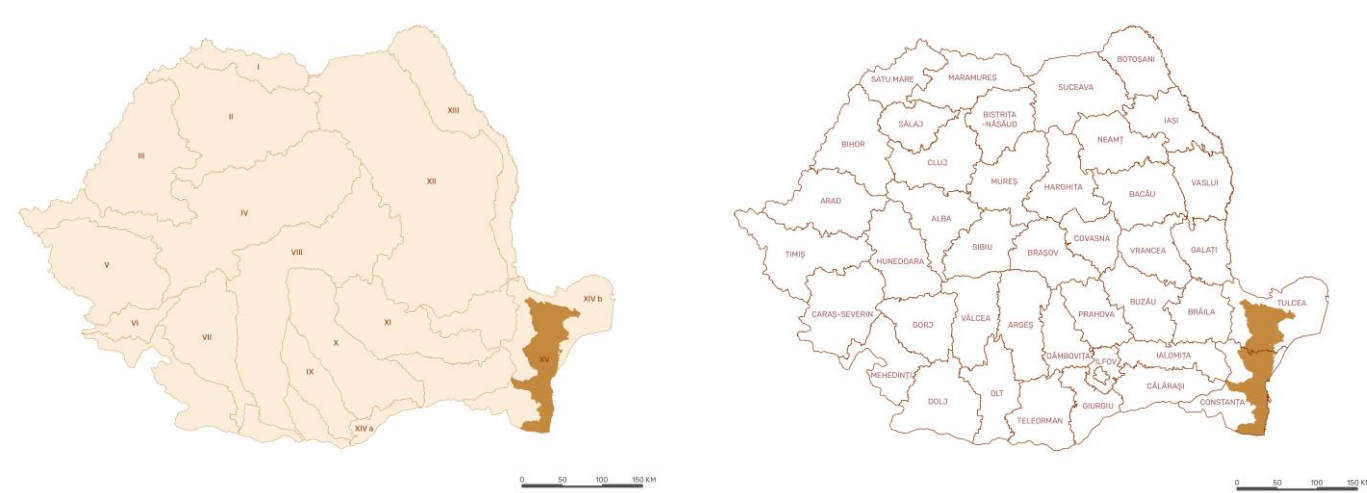 I
II
III
IV
V
VI
VII
VIII
IX
X
XI
XII
XIII
XIV a
XIV b
XV
0 50 100 150 KM
BOTOȘANI
SATU MARE
MARAMUREȘ
SUCEAVA
BISTRIȚA
-NĂSĂUD
SĂLAJ
IAȘI
BIHOR
NEAMȚ
CLUJ
MUREȘ
HARGHITA
VASLUI
BACĂU
ARAD
ALBA
SIBIU
BRAȘOV
COVASNA
VRANCEA
GALAȚI
TIMIȘ
HUNEDOARA
TULCEA
CARAȘ-SEVERIN
GORJ
VÂLCEA
ARGEȘ
PRAHOVA
BUZĂU
BRĂILA
DÂMBOVIȚA
ILFOV
IALOMIȚA
MEHEDINȚI
CĂLĂRAȘI
DOLJ
OLT
GIURGIU
CONSTANȚA
TELEORMAN
0 50 100 150 K